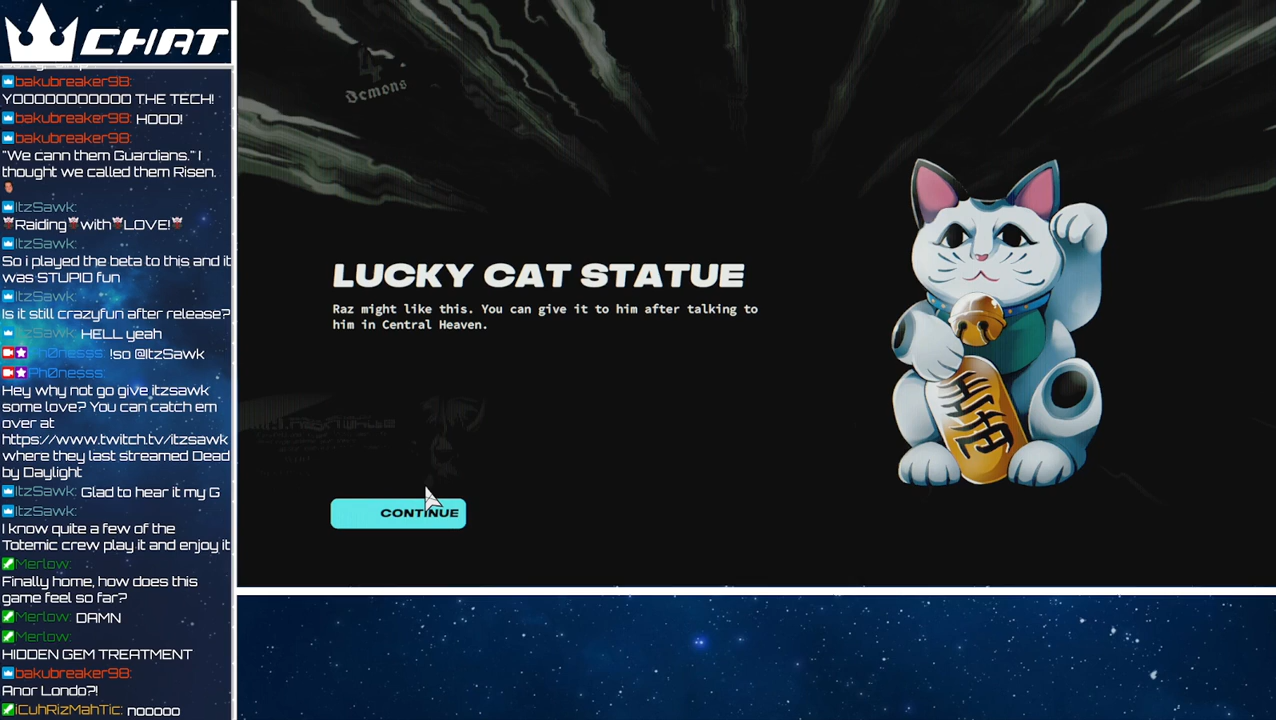 CHAT
bakubreaker98:
YOOOOOOOOOOO THE TECH!
bakubreaker98: HOOO!
bakubreaker98:
"We cann them Guardians." I
thought we called them Risen.
ItzSawk:
Raiding with LOVE!
ItzSawk:
So i played the beta to this and it
was STUPID fun
ItzSawk:
Is it still crazyfun after release?
ItzSawk: HELL yeah
Ph0nesss: !so @ItzSawk
Ph0nesss:
Hey why not go give itzsawk
some love? You can catch em
over at
https://www.twitch.tv/itzsawk
where they last streamed Dead
by Daylight
ItzSawk: Glad to hear it my G
ItzSawk:
I know quite a few of the
Totemic crew play it and enjoy it
Merlow:
Finally home, how does this
game feel so far?
Merlow: DAMN
Merlow:
HIDDEN GEM TREATMENT
bakubreaker98:
Anor Londo?!
iCuhRizMahTic: nooooo
4
Demons
LUCKY CAT STATUE
Raz might like this. You can give it to him after talking to
him in Central Heaven.
CONTINUE